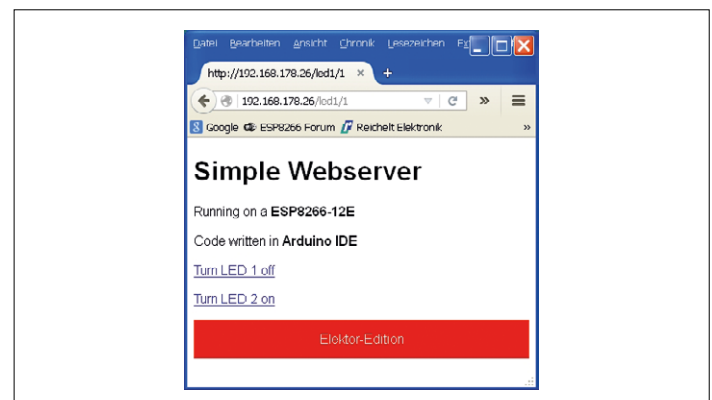 Datei Bearbeiten Ansicht Chronik Lesezeichen
http://192.168.178.26/led1/1 × +
192.168.178.26/led1/1 »
Google ESP8266 Forum Reichelt Elektronik »
Simple Webserver
Running on a ESP8266-12E
Code written in Arduino IDE
Turn LED 1 off
Turn LED 2 on
Elektor-Edition